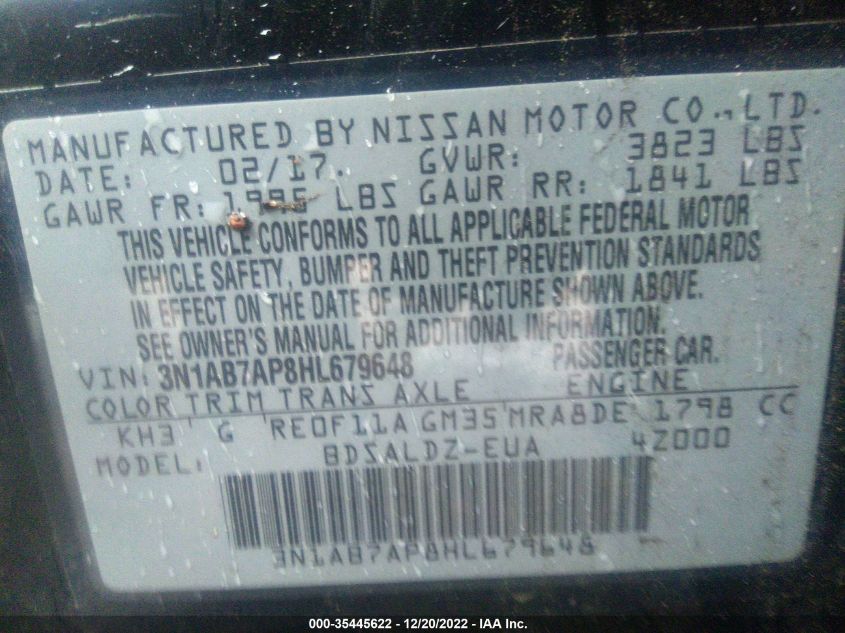 MANUFACTURED BY NISSAN MOTOR CO., LTD.
DATE: 02/17. GVWR: 3823 LBS
GAWR FR: 1995 LBS GAWR RR: 1841 LBS
THIS VEHICLE CONFORMS TO ALL APPLICABLE FEDERAL MOTOR
VEHICLE SAFETY, BUMPER AND THEFT PREVENTION STANDARDS
IN EFFECT ON THE DATE OF MANUFACTURE SHOWN ABOVE.
SEE OWNER'S MANUAL FOR ADDITIONAL INFORMATION.
VIN: 3N1AB7AP8HL679648 PASSENGER CAR.
COLOR TRIM TRANS AXLE ENGINE
KH3 G RE0F11A GM35 MRA8DE 1798 CC
MODEL: BDSALDZ-EUA 4Z000
3N1AB7AP8HL679648
000-35445622 - 12/20/2022 - IAA Inc.